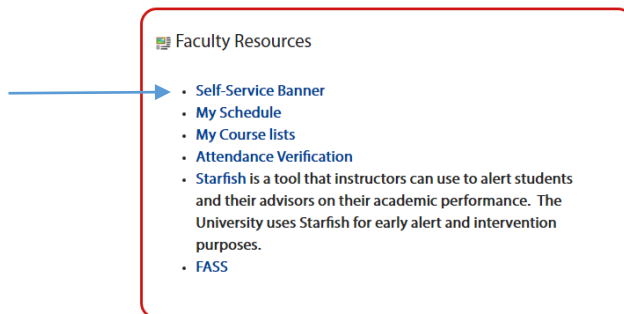 Faculty Resources
Self-Service Banner
My Schedule
My Course lists
Attendance Verification
Starfish is a tool that instructors can use to alert students
and their advisors on their academic performance. The
University uses Starfish for early alert and intervention
purposes.
FASS